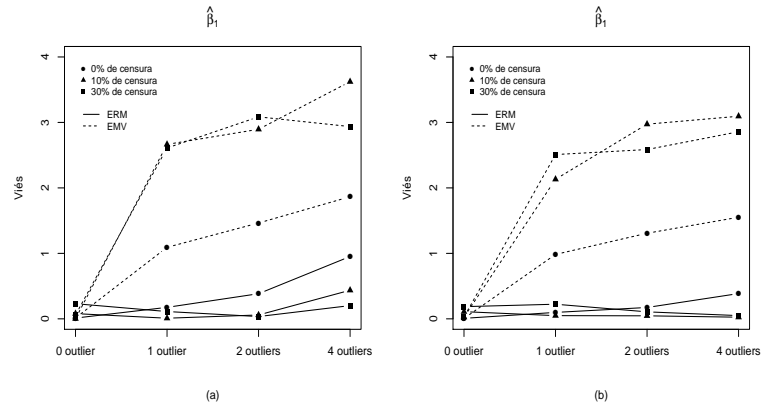 β̂₁
Viés
4
3
2
1
0
0% de censura
10% de censura
30% de censura
ERM
EMV
0 outlier
1 outlier
2 outliers
4 outliers
(a)
β̂₁
Viés
4
3
2
1
0
0% de censura
10% de censura
30% de censura
ERM
EMV
0 outlier
1 outlier
2 outliers
4 outliers
(b)